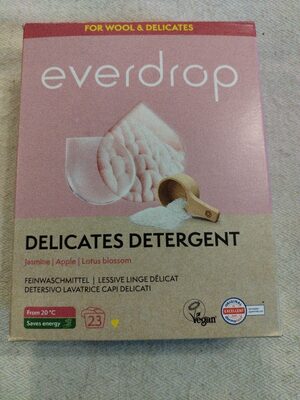 FOR WOOL & DELICATES
everdrop
DELICATES DETERGENT
Jasmine | Apple | Lotus blossom
FEINWASCHMITTEL | LESSIVE LINGE DÉLICAT
DETERSIVO LAVATRICE CAPI DELICATI
From 20 °C
Saves energy
23
Vegan
EXCELLENT